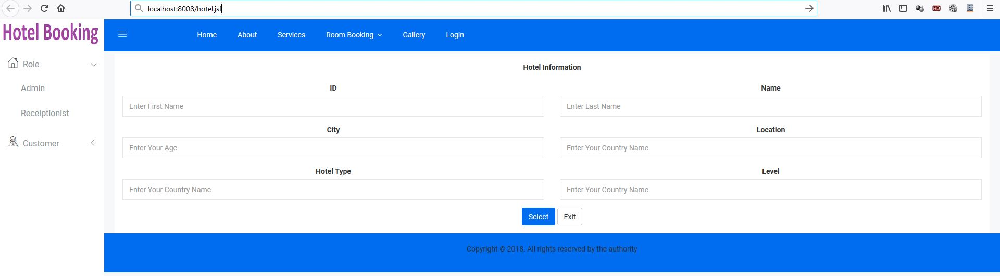 localhost:8008/hotel.jsf
HD
Hotel Booking
Home About Services Room Booking Gallery Login
Role
Admin
Receiptionist
Customer
Hotel Information
ID Name
Enter First Name Enter Last Name
City Location
Enter Your Age Enter Your Country Name
Hotel Type Level
Enter Your Country Name Enter Your Country Name
Select Exit
Copyright © 2018. All rights reserved by the authority